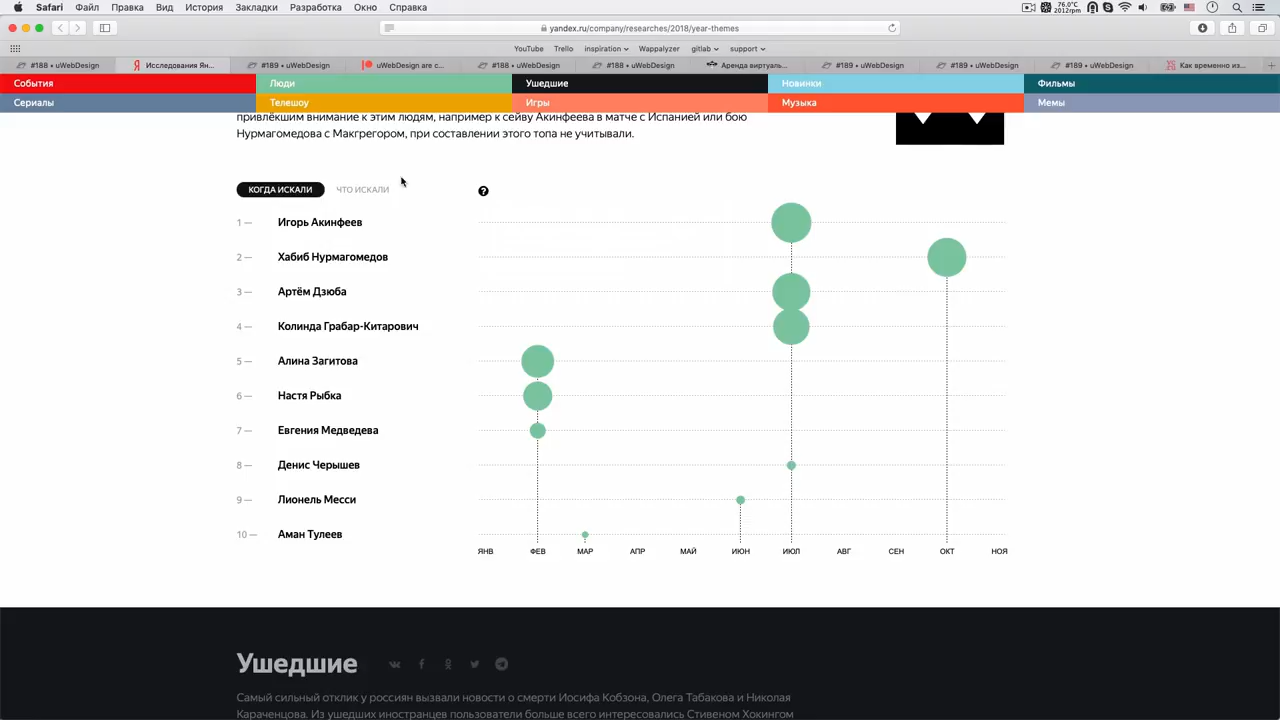 Safari Файл Правка Вид История Закладки Разработка Окно Справка
76.0°C
2012rpm
yandex.ru/company/researches/2018/year-themes
YouTube Trello inspiration Wappalyzer gitlab support
#188 • uWebDesign Исследования Ян... #189 • uWebDesign uWebDesign are c... #188 • uWebDesign #188 • uWebDesign Аренда виртуаль... #189 • uWebDesign #189 • uWebDesign #189 • uWebDesign Как временно из...
События Люди Ушедшие Новинки Фильмы
Сериалы Телешоу Игры Музыка Мемы
привлёкшим внимание к этим людям, например к сейву Акинфеева в матче с Испанией или бою
Нурмагомедова с Макгрегором, при составлении этого топа не учитывали.
КОГДА ИСКАЛИ ЧТО ИСКАЛИ ?
1 — Игорь Акинфеев
2 — Хабиб Нурмагомедов
3 — Артём Дзюба
4 — Колинда Грабар-Китарович
5 — Алина Загитова
6 — Настя Рыбка
7 — Евгения Медведева
8 — Денис Черышев
9 — Лионель Месси
10 — Аман Тулеев
ЯНВ ФЕВ МАР АПР МАЙ ИЮН ИЮЛ АВГ СЕН ОКТ НОЯ
Ушедшие
Самый сильный отклик у россиян вызвали новости о смерти Иосифа Кобзона, Олега Табакова и Николая
Караченцова. Из ушедших иностранцев пользователи больше всего интересовались Стивеном Хокингом